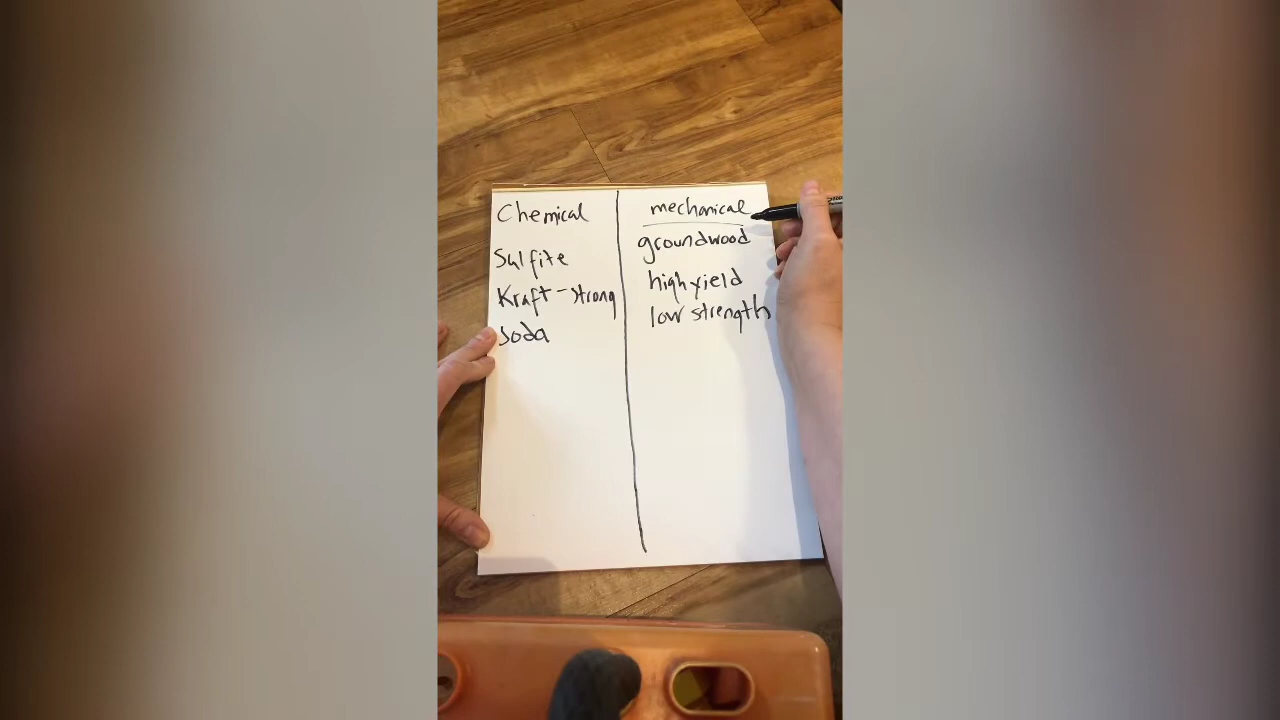 Chemical
Sulfite
Kraft - strong
Soda
mechanical
groundwood
high yield
low strength